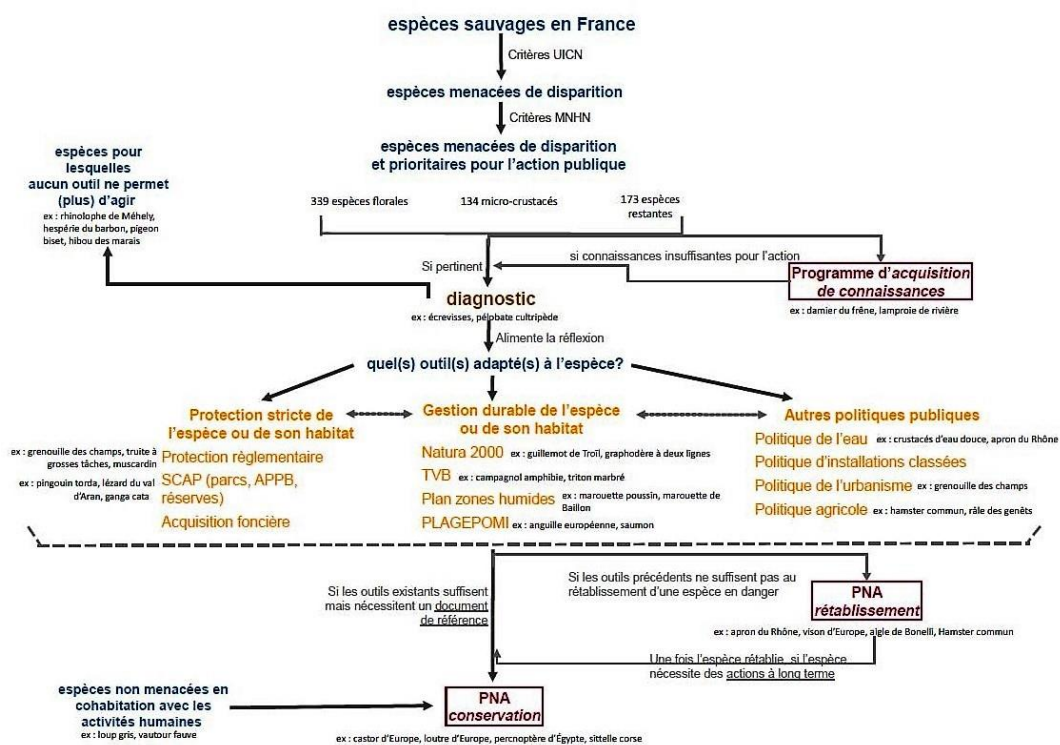 espèces sauvages en France
Critères UICN
espèces menacées de disparition
Critères MNHN
espèces menacées de disparition
et prioritaires pour l'action publique
espèces pour
lesquelles
aucun outil ne permet
(plus) d'agir
ex : rhinolophe de Méhely,
hespérie du barbon, pigeon
biset, hibou des marais
339 espèces florales
134 micro-crustacés
173 espèces
restantes
Si pertinent
si connaissances insuffisantes pour l'action
Programme d'acquisition
de connaissances
ex : damier du frêne, lamproie de rivière
diagnostic
ex : écrevisses, pélobate cultripède
Alimente la réflexion
quel(s) outil(s) adapté(s) à l'espèce?
Protection stricte de
l'espèce ou de son habitat
ex : grenouille des champs, truite à
grosses tâches, muscardin
Protection règlementaire
ex : pingouin torda, lézard du val
d'Aran, ganga cata
SCAP (parcs, APPB,
réserves)
Acquisition foncière
Gestion durable de l'espèce
ou de son habitat
Natura 2000 ex : guillemot de Troïl, graphodère à deux lignes
TVB ex : campagnol amphibie, triton marbré
Plan zones humides ex : marouette poussin, marouette de
Baillon
PLAGEPOMI ex : anguille européenne, saumon
Autres politiques publiques
Politique de l'eau ex : crustacés d'eau douce, apron du Rhône
Politique d'installations classées
Politique de l'urbanisme ex : grenouille des champs
Politique agricole ex : hamster commun, râle des genêts
Si les outils existants suffisent
mais nécessitent un document
de référence
Si les outils précédents ne suffisent pas au
rétablissement d'une espèce en danger
PNA
rétablissement
ex : apron du Rhône, vison d'Europe, aigle de Bonelli, Hamster commun
Une fois l'espèce rétablie, si l'espèce
nécessite des actions à long terme
espèces non menacées en
cohabitation avec les
activités humaines
ex : loup gris, vautour fauve
PNA
conservation
ex : castor d'Europe, loutre d'Europe, percnoptère d'Égypte, sittelle corse